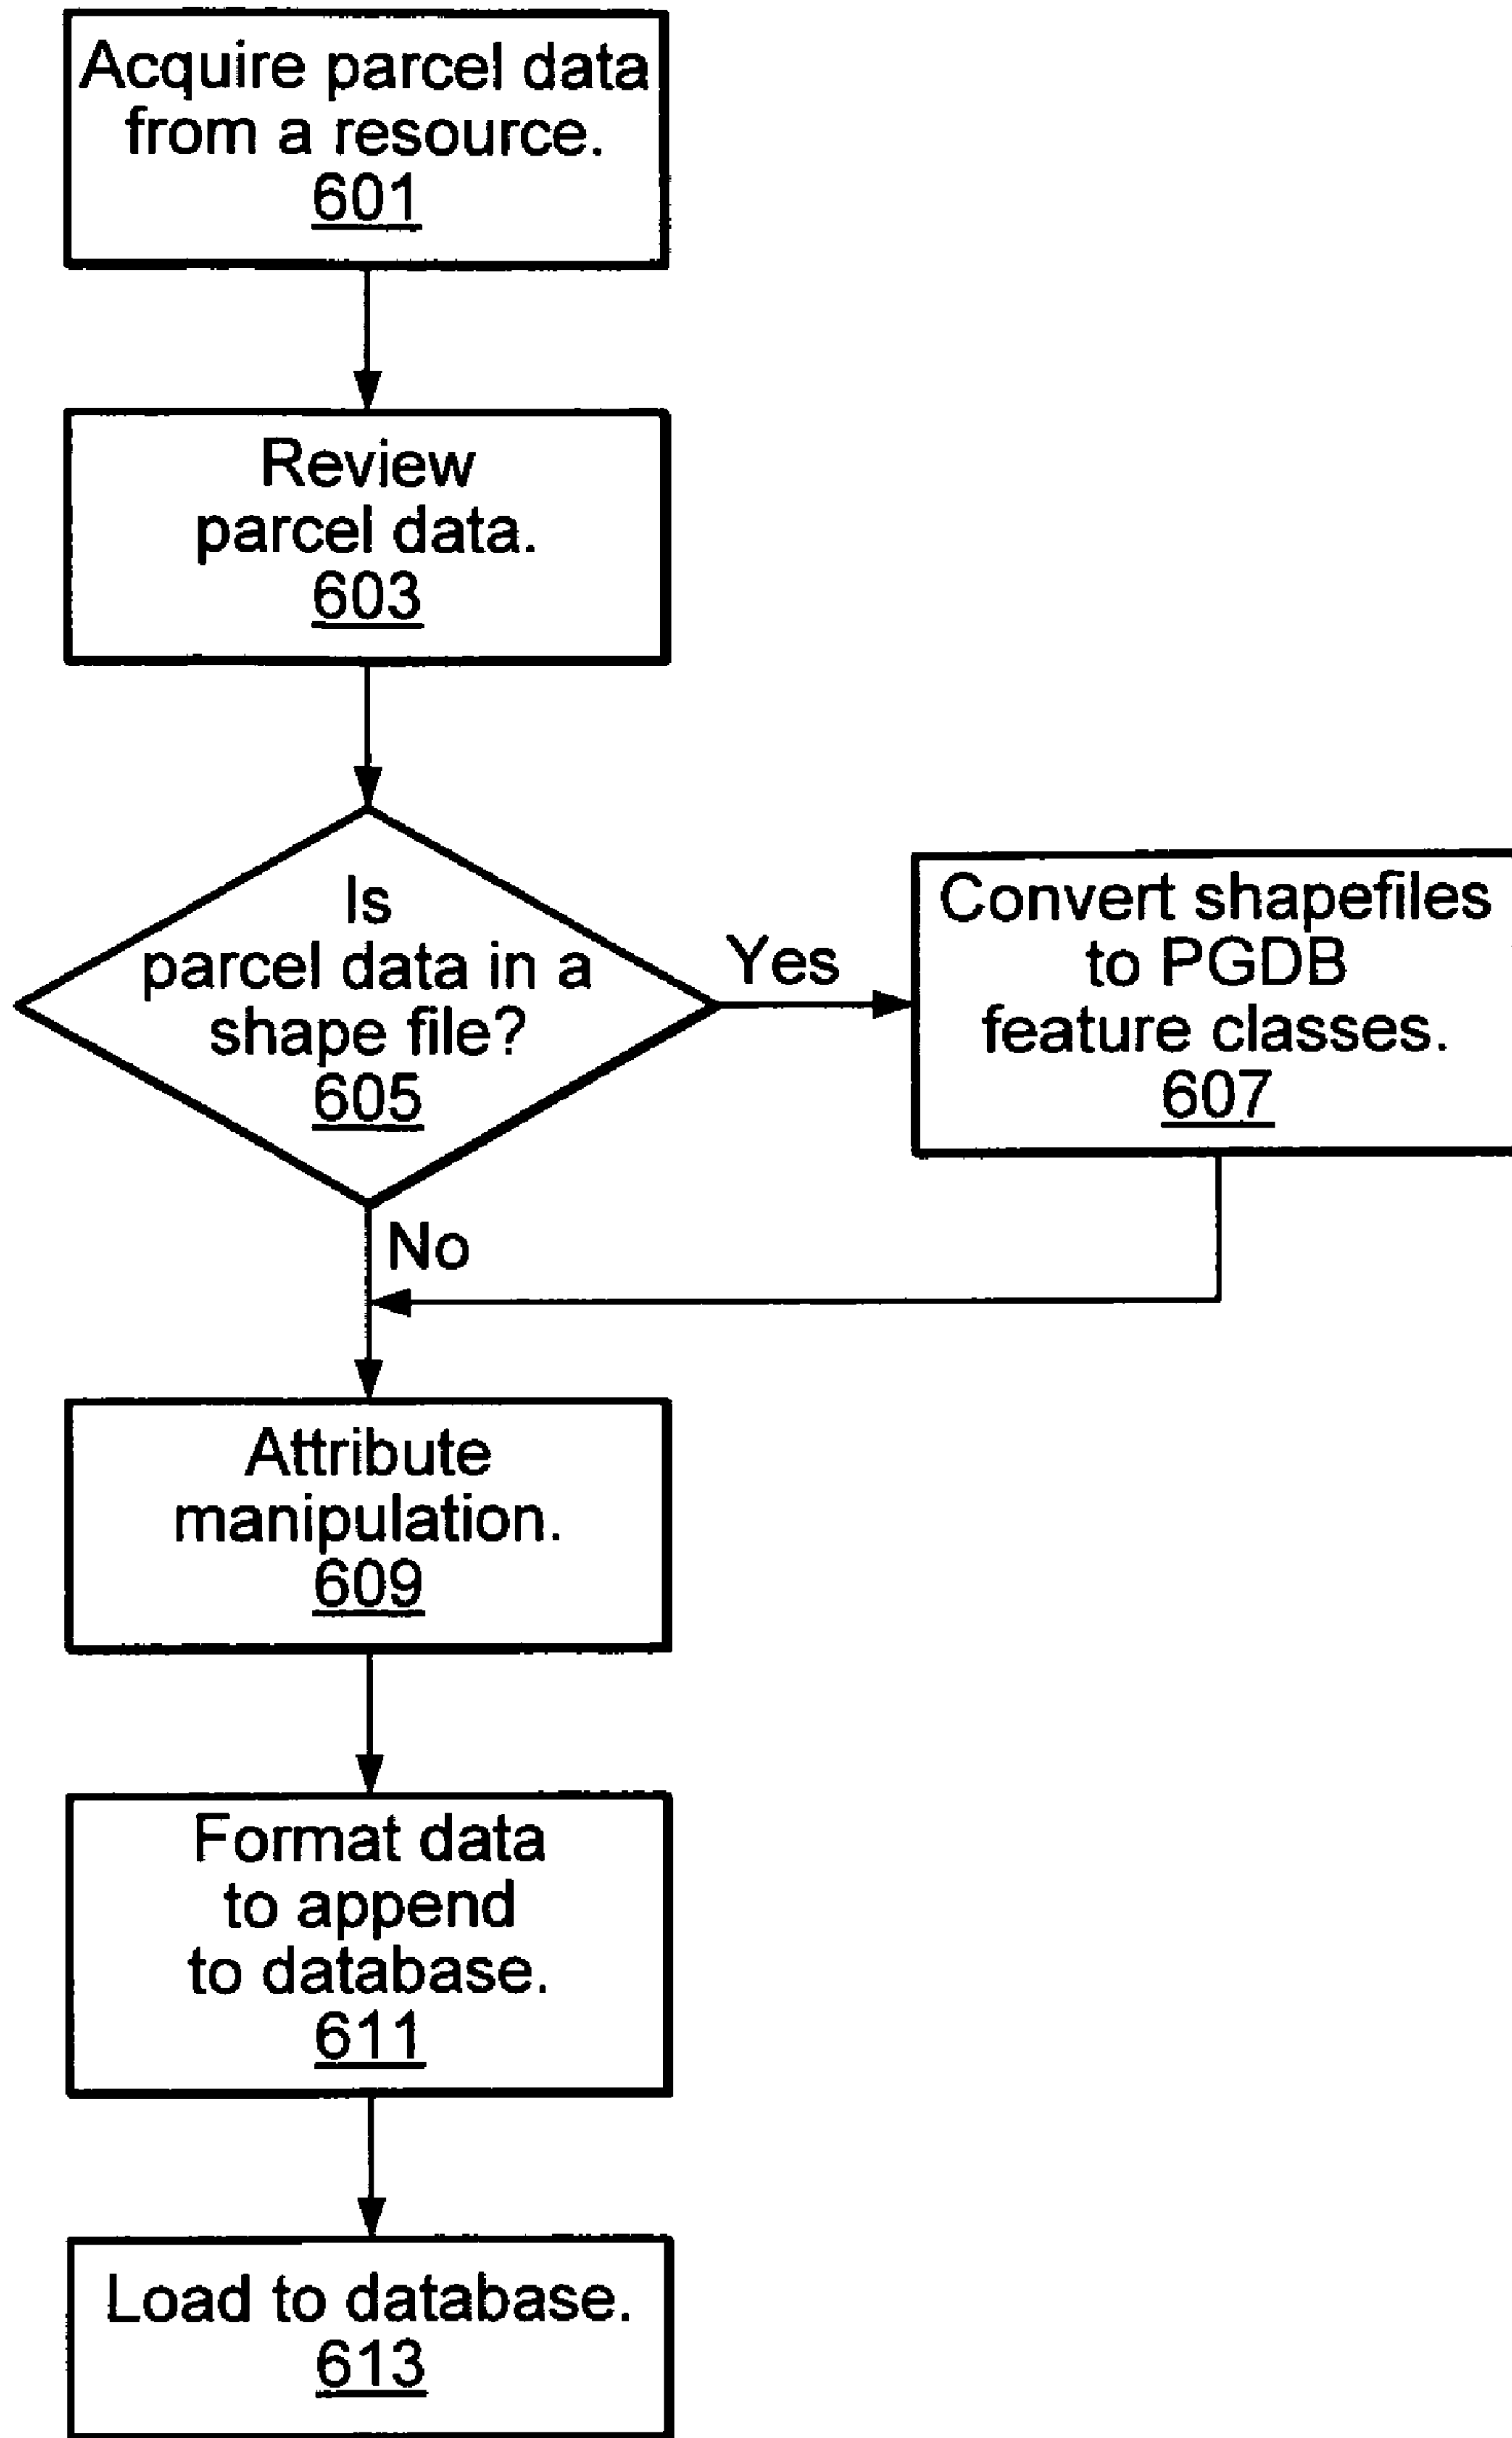 Acquire parcel data
from a resource.
601
Review
parcel data.
603
Is
parcel data in a
shape file?
605
Yes
Convert shapefiles
to PGDB
feature classes.
607
No
Attribute
manipulation.
609
Format data
to append
to database.
611
Load to database.
613